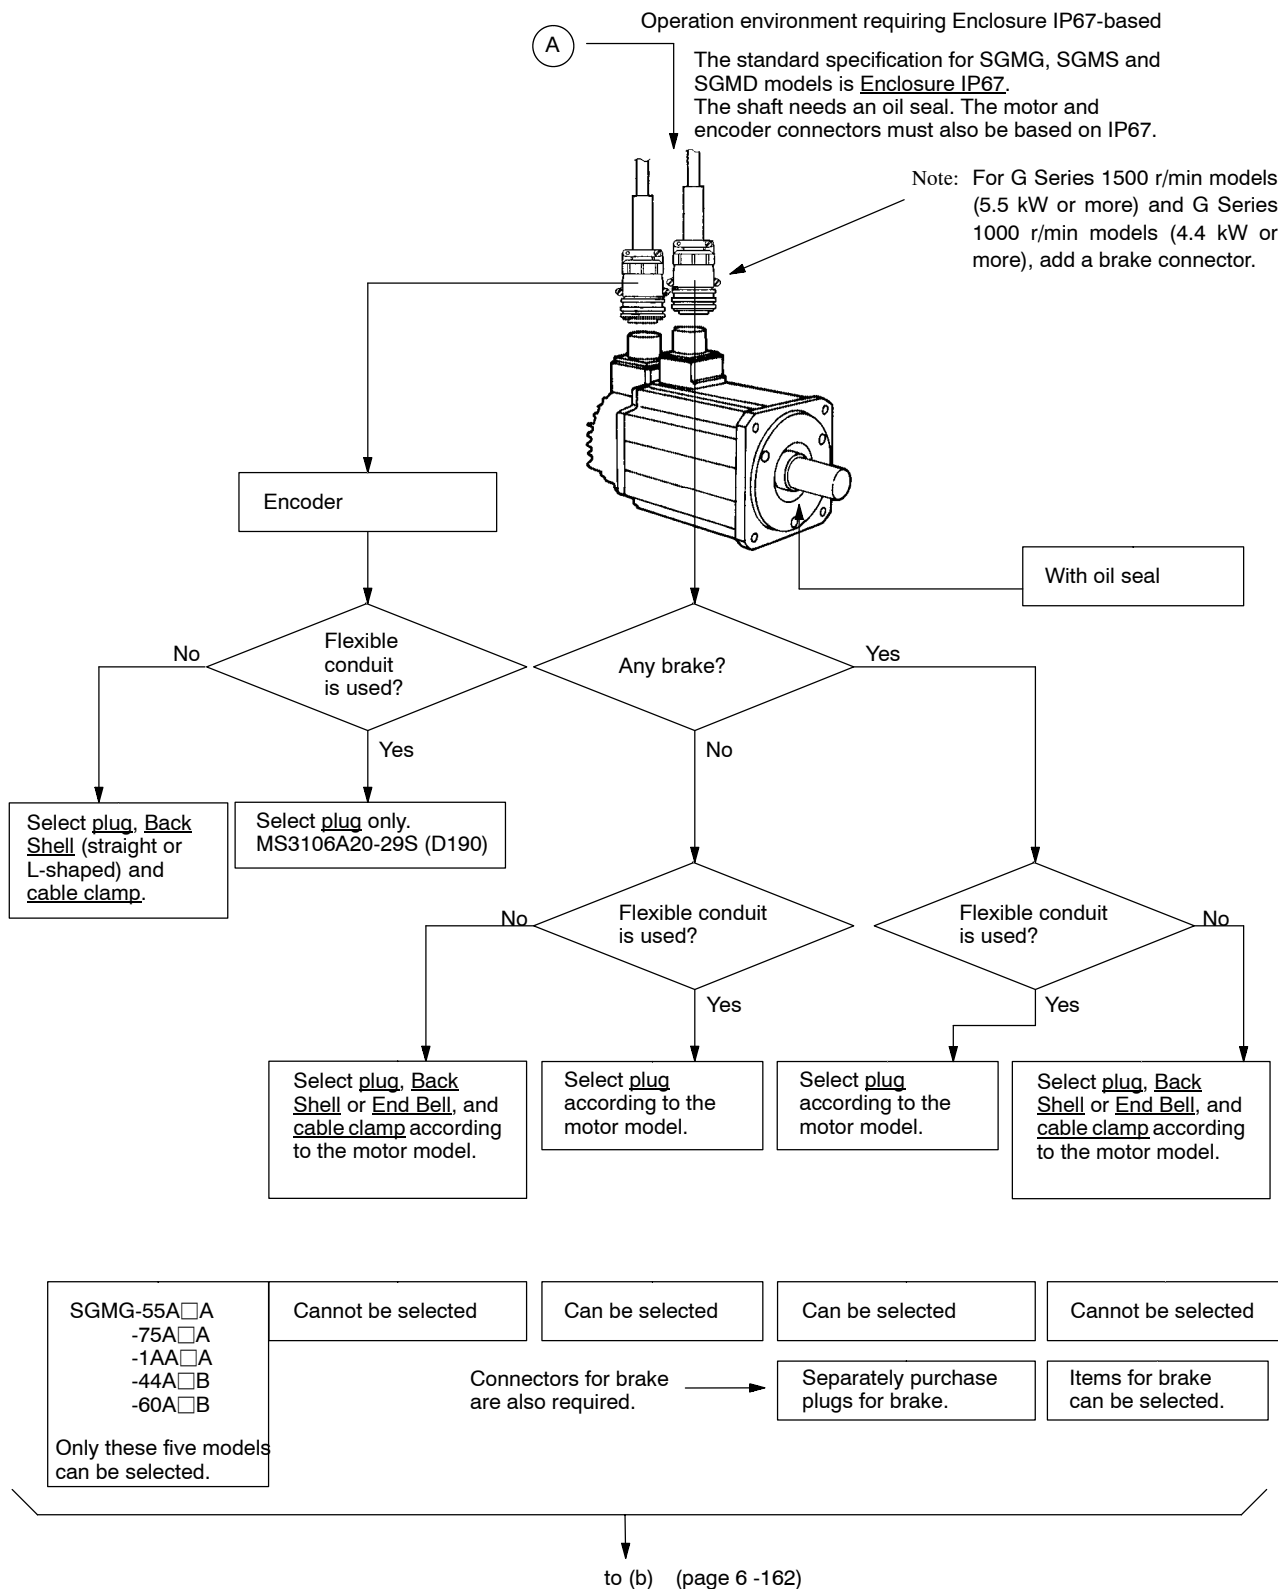 Operation environment requiring Enclosure IP67-based
A
The standard specification for SGMG, SGMS and
SGMD models is Enclosure IP67.
The shaft needs an oil seal. The motor and
encoder connectors must also be based on IP67.
Note: For G Series 1500 r/min models
(5.5 kW or more) and G Series
1000 r/min models (4.4 kW or
more), add a brake connector.
Encoder
With oil seal
No
Flexible
conduit
is used?
Yes
Any brake?
Yes
No
Select plug, Back
Shell (straight or
L-shaped) and
cable clamp.
Select plug only.
MS3106A20-29S (D190)
No
Flexible conduit
is used?
Yes
Flexible conduit
is used?
No
Yes
Select plug, Back
Shell or End Bell, and
cable clamp according
to the motor model.
Select plug
according to the
motor model.
Select plug
according to the
motor model.
Select plug, Back
Shell or End Bell, and
cable clamp according
to the motor model.
SGMG-55A□A
-75A□A
-1AA□A
-44A□B
-60A□B
Only these five models
can be selected.
Cannot be selected
Can be selected
Can be selected
Cannot be selected
Connectors for brake
are also required.
Separately purchase
plugs for brake.
Items for brake
can be selected.
to (b) (page 6 -162)